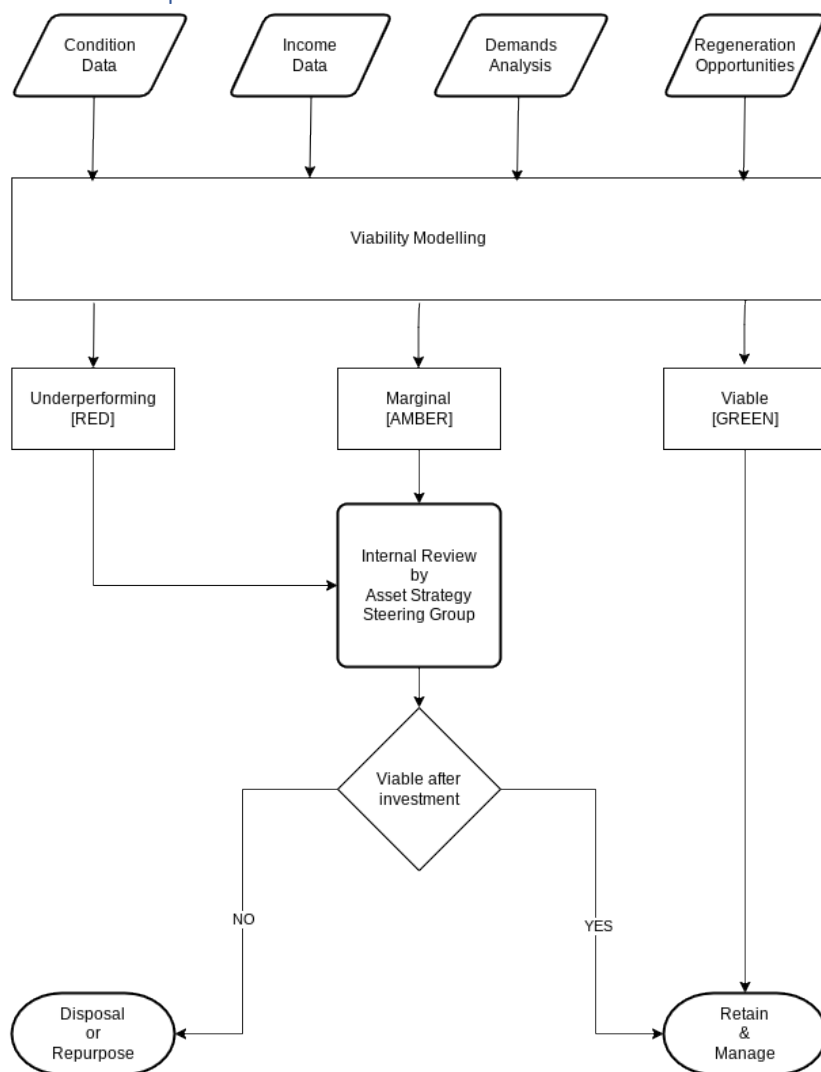 Condition
Data
Income
Data
Demands
Analysis
Regeneration
Opportunities
Viability Modelling
Underperforming
[RED]
Marginal
[AMBER]
Viable
[GREEN]
Internal Review
by
Asset Strategy
Steering Group
Viable after
investment
NO
YES
Disposal
or
Repurpose
Retain
&
Manage